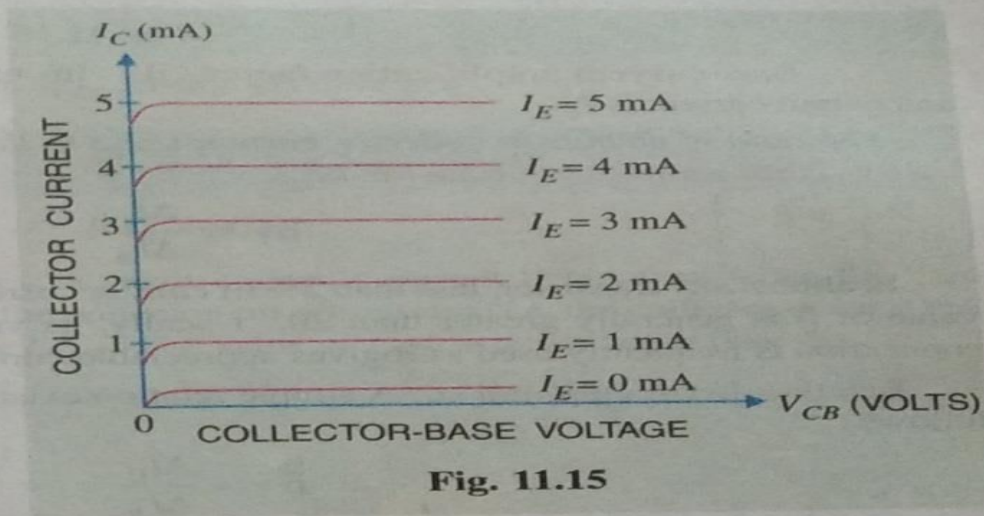 I_C (mA)
5
4
3
2
1
0
COLLECTOR CURRENT
I_E = 5 mA
I_E = 4 mA
I_E = 3 mA
I_E = 2 mA
I_E = 1 mA
I_E = 0 mA
V_CB (VOLTS)
COLLECTOR-BASE VOLTAGE
Fig. 11.15